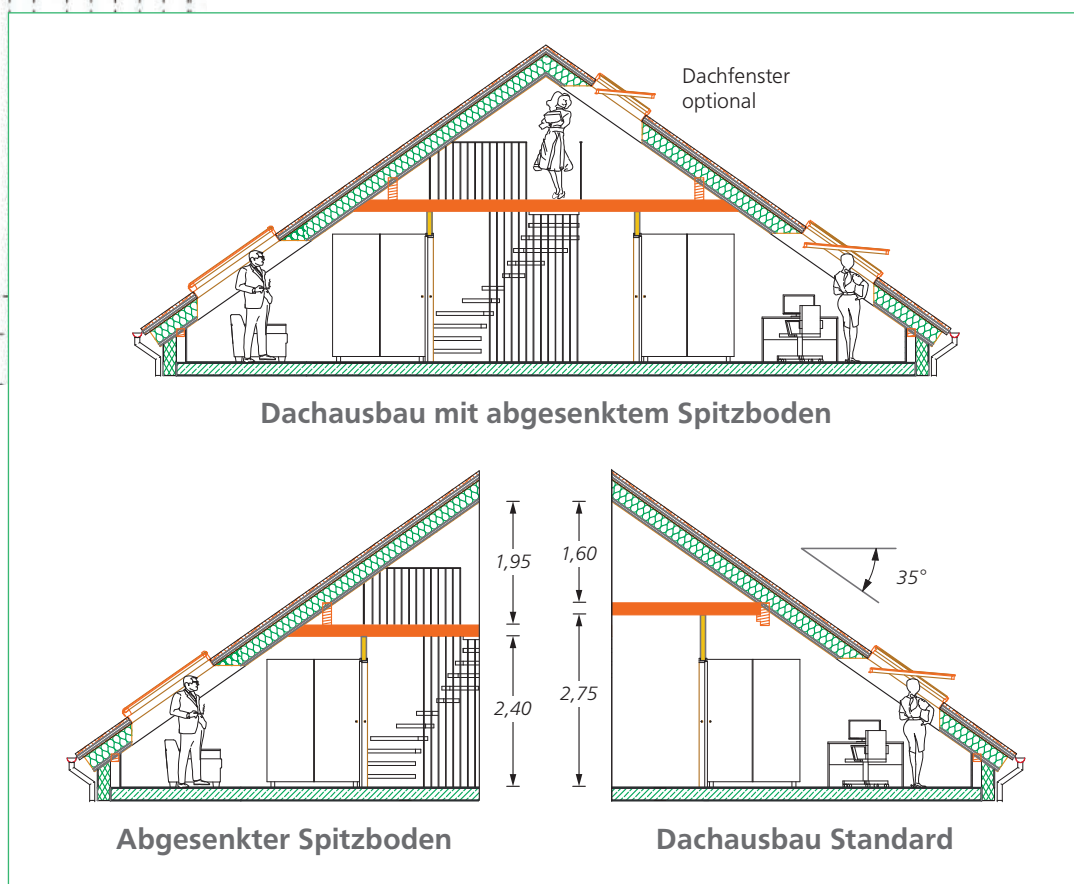 Dachfenster
optional
Dachausbau mit abgesenktem Spitzboden
1,95
1,60
35°
2,40
2,75
Abgesenkter Spitzboden
Dachausbau Standard